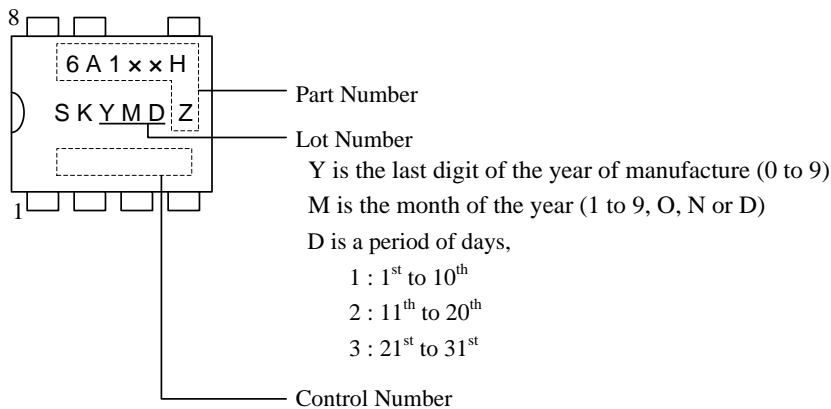 8
6 A 1 × × H
Part Number
S K Y M D Z
Lot Number
Y is the last digit of the year of manufacture (0 to 9)
M is the month of the year (1 to 9, O, N or D)
1
D is a period of days,
1 : 1st to 10th
2 : 11th to 20th
3 : 21st to 31st
Control Number